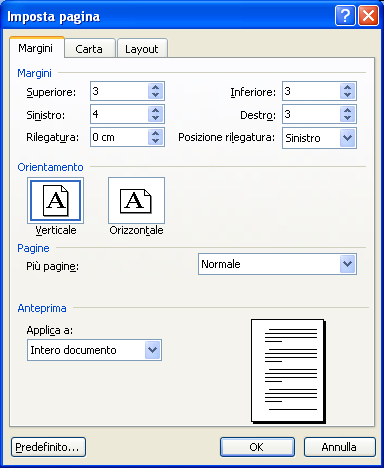 Imposta pagina
Margini Carta Layout
Margini
Superiore: 3 Inferiore: 3
Sinistro: 4 Destro: 3
Rilegatura: 0 cm Posizione rilegatura: Sinistro
Orientamento
A A
Verticale Orizzontale
Pagine
Più pagine: Normale
Anteprima
Applica a:
Intero documento
Predefinito... OK Annulla